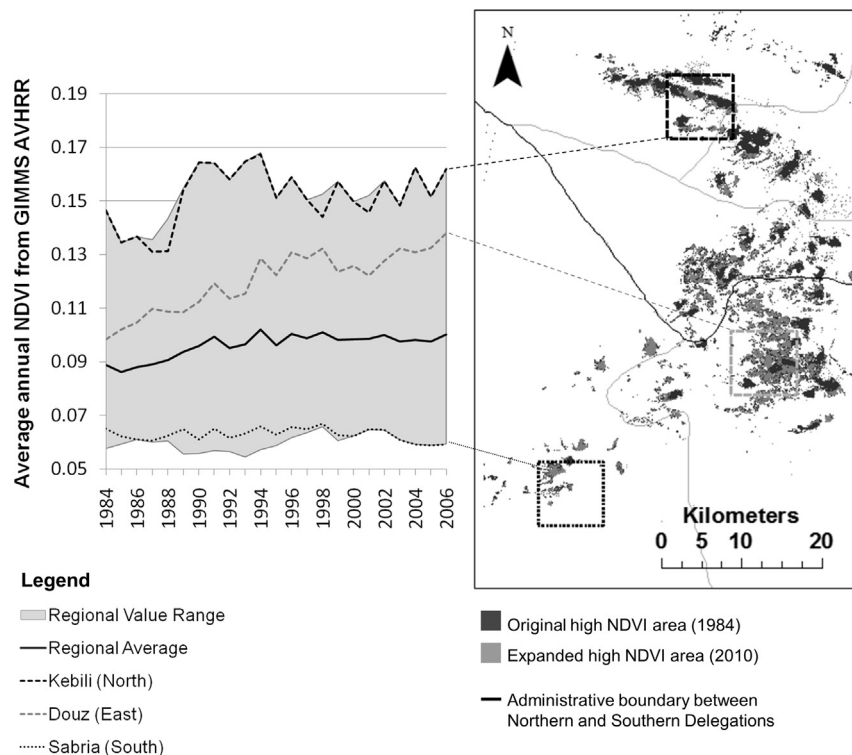 Average annual NDVI from GIMMS AVHRR
0.19
0.17
0.15
0.13
0.11
0.09
0.07
0.05
1984
1986
1988
1990
1992
1994
1996
1998
2000
2002
2004
2006
N
Kilometers
0 5 10 20
Legend
Regional Value Range
Regional Average
Kebili (North)
Douz (East)
Sabria (South)
Original high NDVI area (1984)
Expanded high NDVI area (2010)
Administrative boundary between
Northern and Southern Delegations